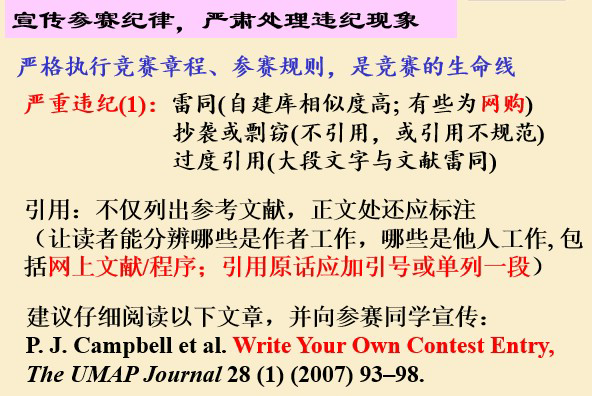 宣传参赛纪律，严肃处理违纪现象
严格执行竞赛章程、参赛规则，是竞赛的生命线
严重违纪(1)：雷同(自建库相似度高; 有些为网购)
抄袭或剽窃(不引用，或引用不规范)
过度引用(大段文字与文献雷同)
引用：不仅列出参考文献，正文处还应标注
（让读者能分辨哪些是作者工作，哪些是他人工作, 包
括网上文献/程序；引用原话应加引号或单列一段）
建议仔细阅读以下文章，并向参赛同学宣传：
P. J. Campbell et al. Write Your Own Contest Entry,
The UMAP Journal 28 (1) (2007) 93–98.